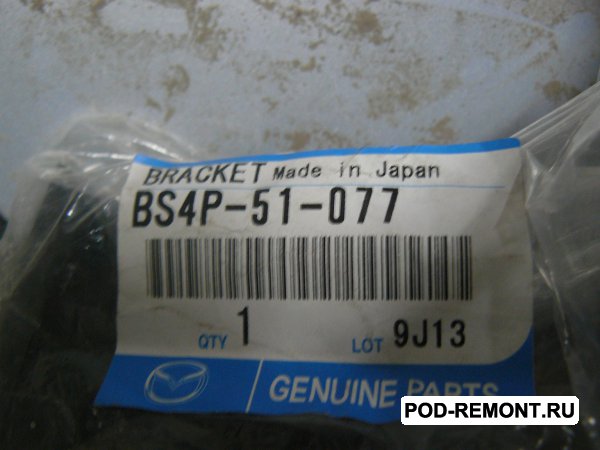 BRACKET Made in Japan
BS4P-51-077
QTY 1 LOT 9J13
GENUINE PARTS
POD-REMONT.RU